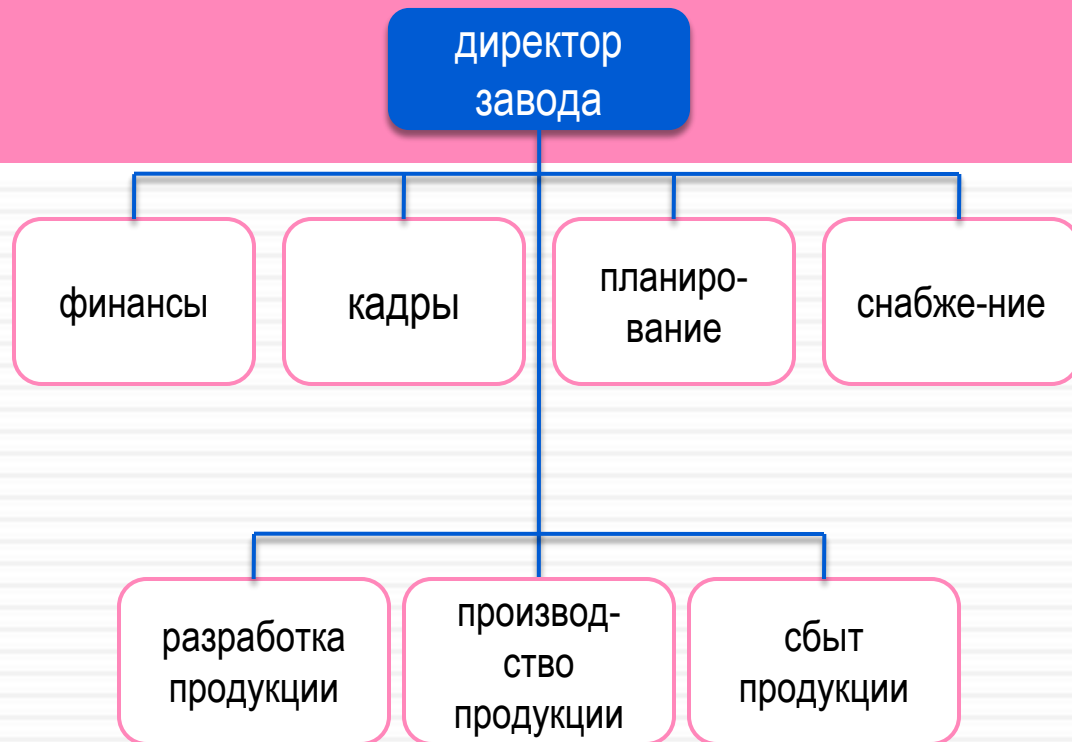 директор
завода
финансы
кадры
планиро-
вание
снабже-ние
разработка
продукции
производ-
ство
продукции
сбыт
продукции